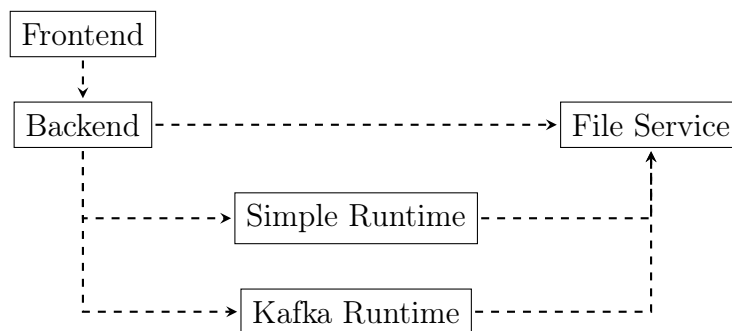 Frontend
Backend
File Service
Simple Runtime
Kafka Runtime